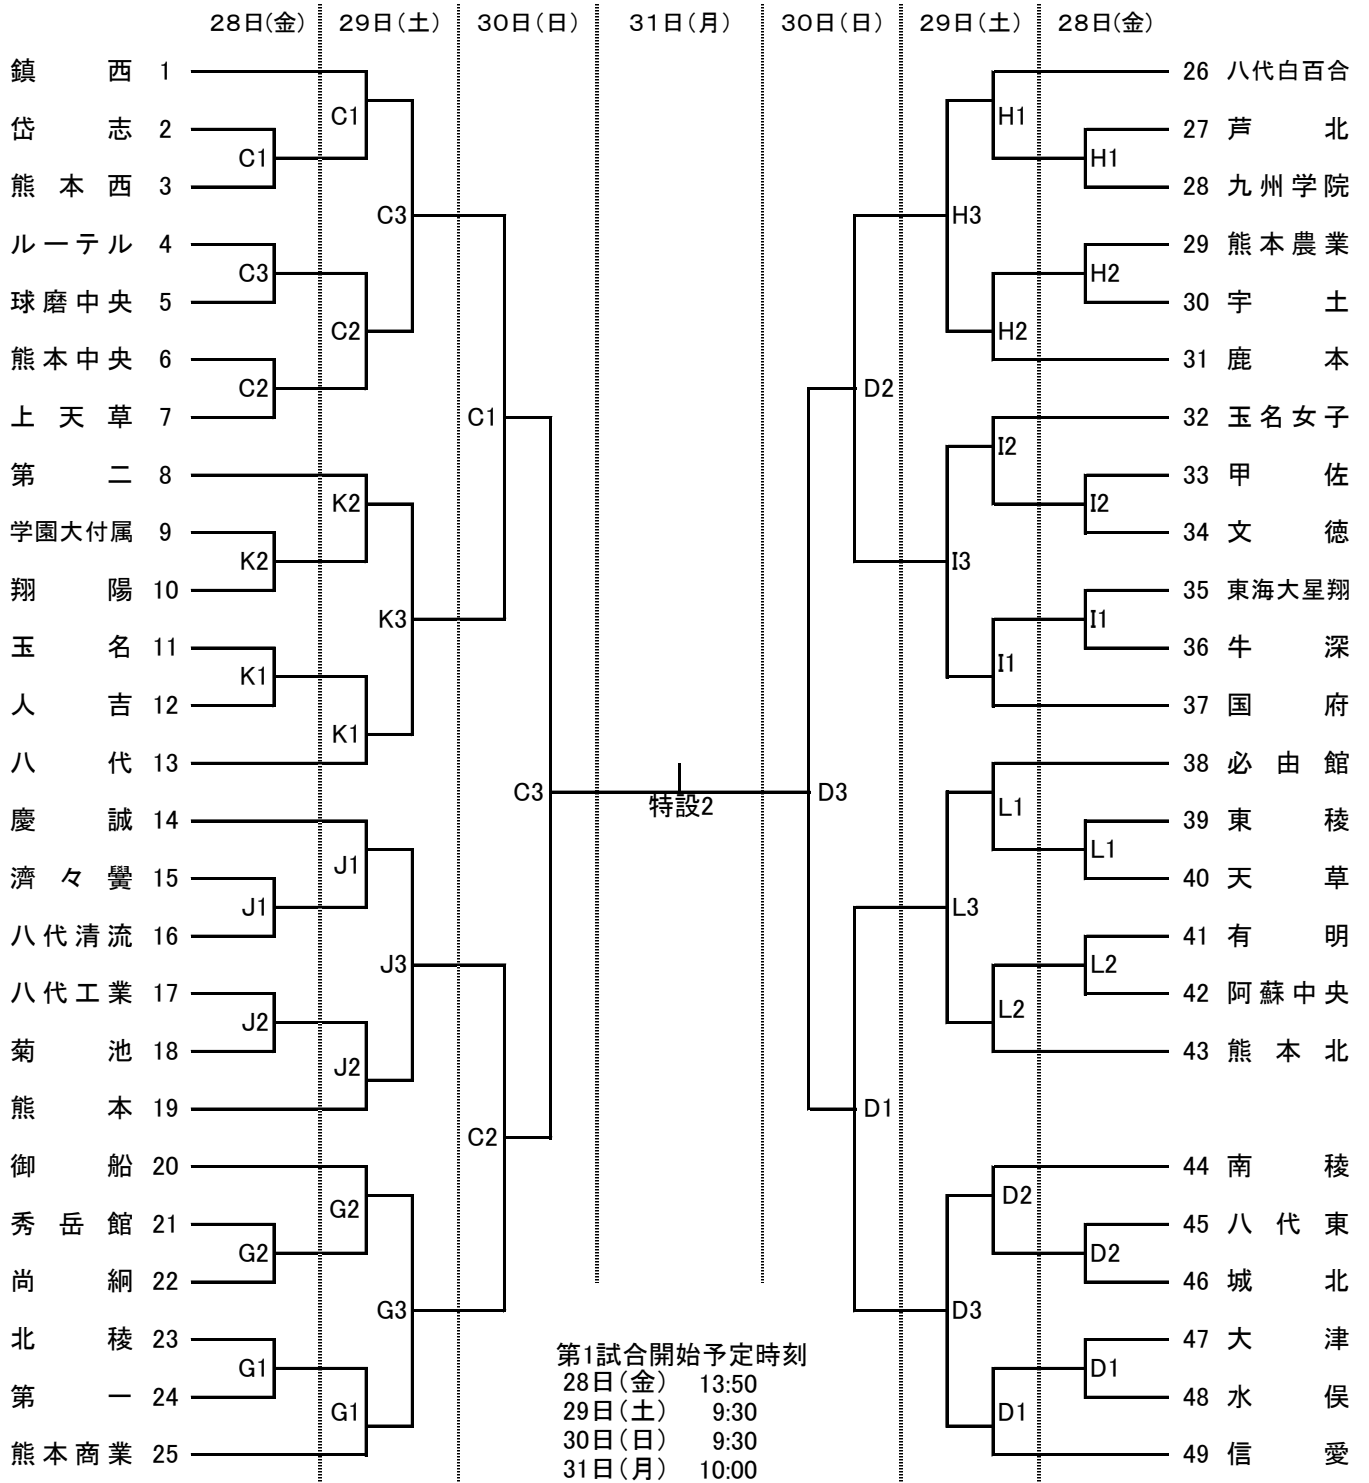 28日(金) 29日(土) 30日(日) 31日(月) 30日(日) 29日(土) 28日(金)
鎮西 1
岱志 2
熊本西 3
ルーテル 4
球磨中央 5
熊本中央 6
上天草 7
第二 8
学園大付属 9
翔陽 10
玉名 11
人吉 12
八代 13
慶誠 14
濟々黌 15
八代清流 16
八代工業 17
菊池 18
熊本 19
御船 20
秀岳館 21
尚絅 22
北稜 23
第一 24
熊本商業 25
C1
C3
C2
K2
K1
J1
J2
G2
G1
C1
C2
K2
K1
J1
J2
G2
G1
C3
K3
J3
G3
C1
C2
C3
特設2
D3
D2
D1
H3
I3
L3
D3
H1
H2
I2
I1
L1
L2
D2
D1
H1
H2
I2
I1
L1
L2
D2
D1
26 八代白百合
27 芦北
28 九州学院
29 熊本農業
30 宇土
31 鹿本
32 玉名女子
33 甲佐
34 文徳
35 東海大星翔
36 牛深
37 国府
38 必由館
39 東稜
40 天草
41 有明
42 阿蘇中央
43 熊本北
44 南稜
45 八代東
46 城北
47 大津
48 水俣
49 信愛
第1試合開始予定時刻
28日(金) 13:50
29日(土) 9:30
30日(日) 9:30
31日(月) 10:00